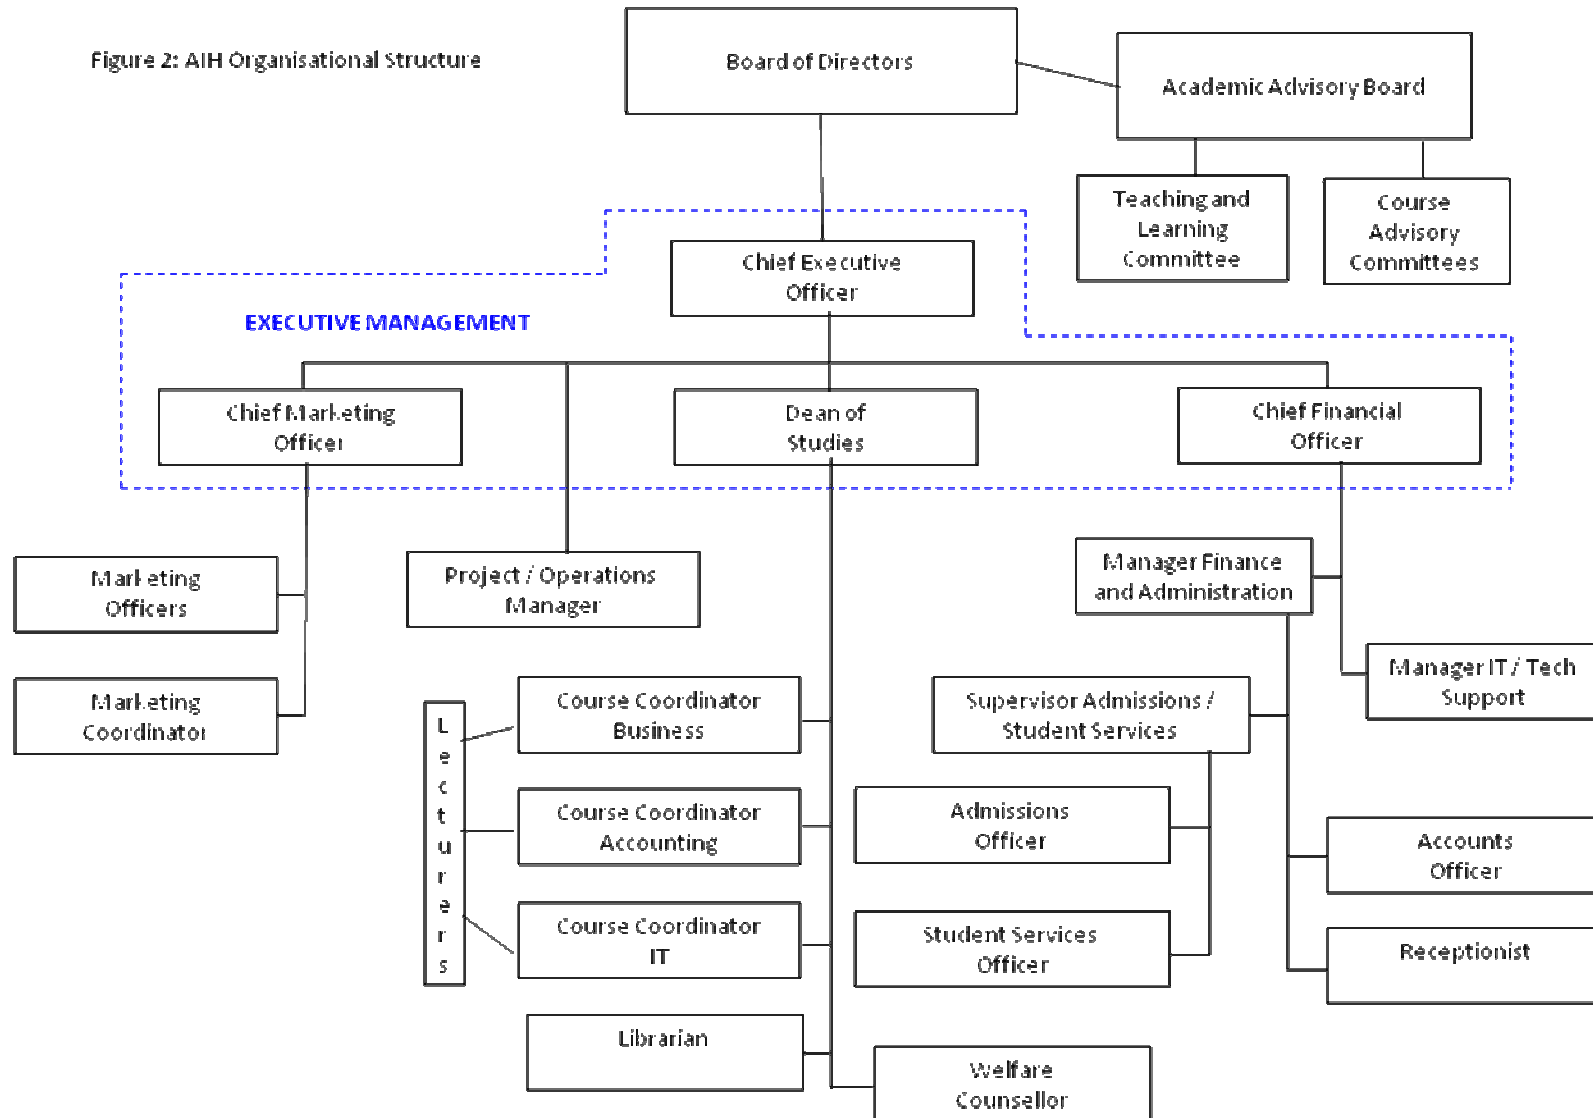 Figure 2: AIH Organisational Structure
Board of Directors
Academic Advisory Board
Teaching and
Learning
Committee
Course
Advisory
Committees
Chief Executive
Officer
EXECUTIVE MANAGEMENT
Chief Marketing
Officer
Dean of
Studies
Chief Financial
Officer
Marketing
Officers
Project / Operations
Manager
Manager Finance
and Administration
Manager IT / Tech
Support
Marketing
Coordinator
Lecturers
Course Coordinator
Business
Supervisor Admissions /
Student Services
Course Coordinator
Accounting
Admissions
Officer
Accounts
Officer
Course Coordinator
IT
Student Services
Officer
Receptionist
Librarian
Welfare
Counsellor